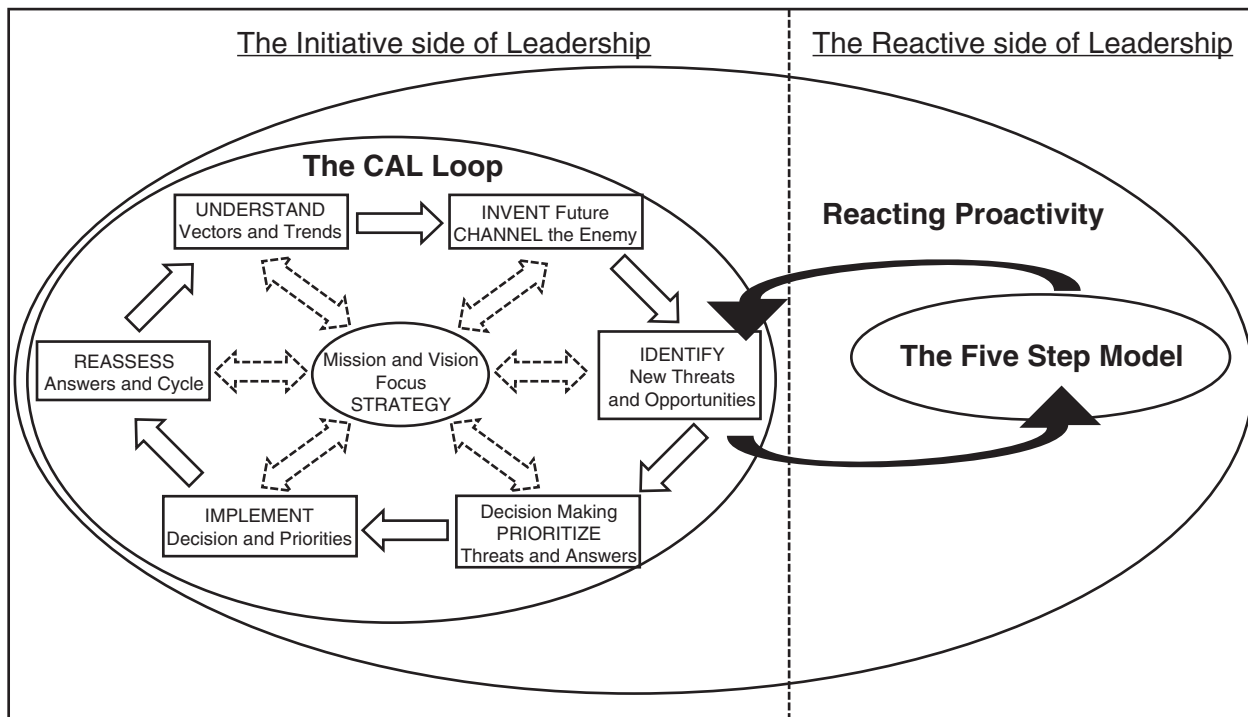 The Initiative side of Leadership
The Reactive side of Leadership
The CAL Loop
UNDERSTAND
Vectors and Trends
INVENT Future
CHANNEL the Enemy
Reacting Proactivity
REASSESS
Answers and Cycle
Mission and Vision
Focus
STRATEGY
IDENTIFY
New Threats
and Opportunities
The Five Step Model
IMPLEMENT
Decision and Priorities
Decision Making
PRIORITIZE
Threats and Answers